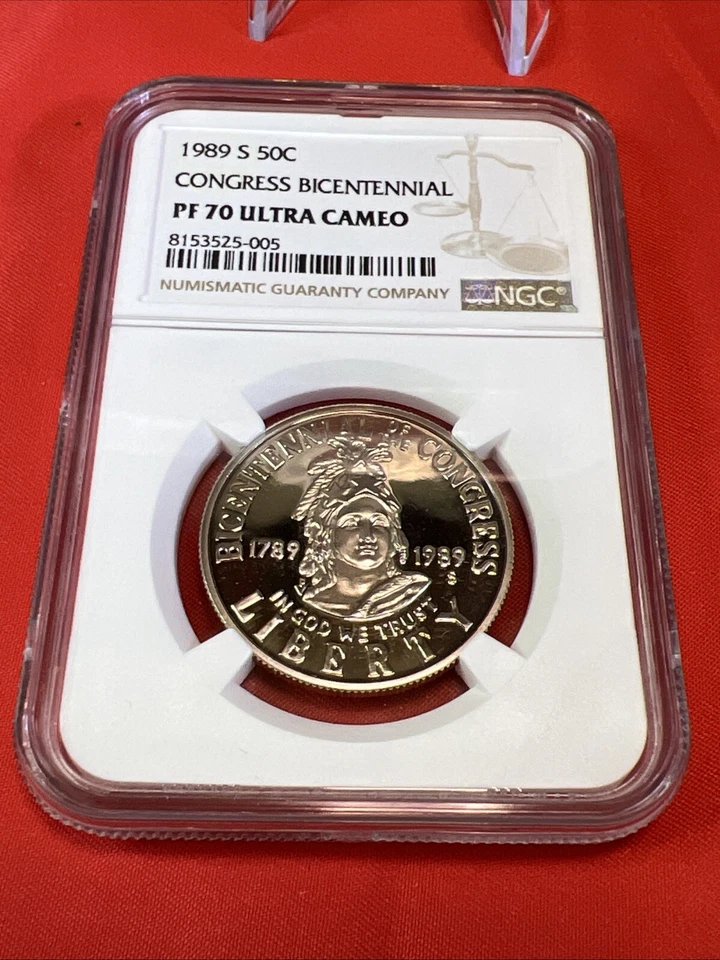 1989 S 50C
CONGRESS BICENTENNIAL
PF 70 ULTRA CAMEO
8153525-005
NUMISMATIC GUARANTY COMPANY
NGC®
BICENTENNIAL OF THE CONGRESS
1789 1989
S
IN GOD WE TRUST
LIBERTY